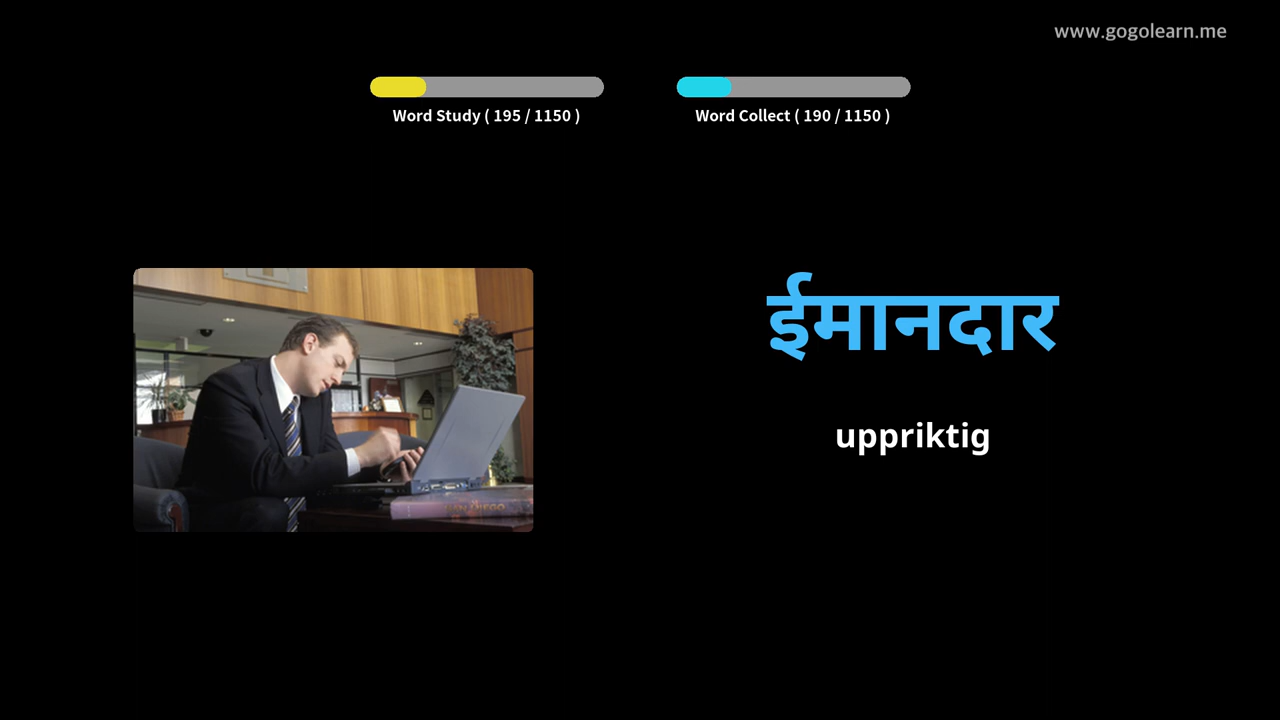 www.gogolearn.me
Word Study ( 195 / 1150 )
Word Collect ( 190 / 1150 )
ईमानदार
uppriktig